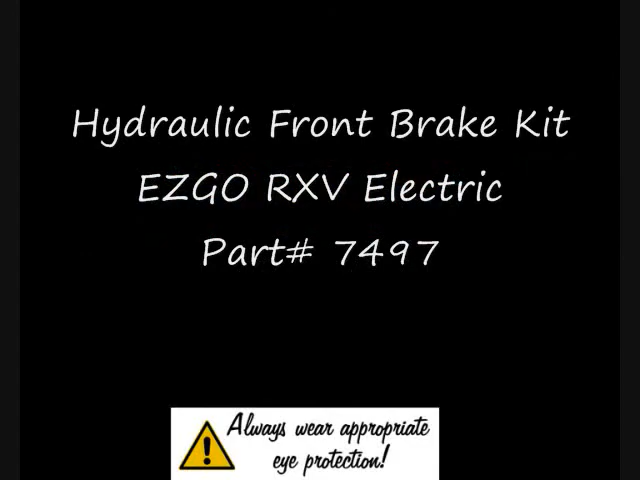 Hydraulic Front Brake Kit
EZGO RXV Electric
Part# 7497
Always wear appropriate
eye protection!